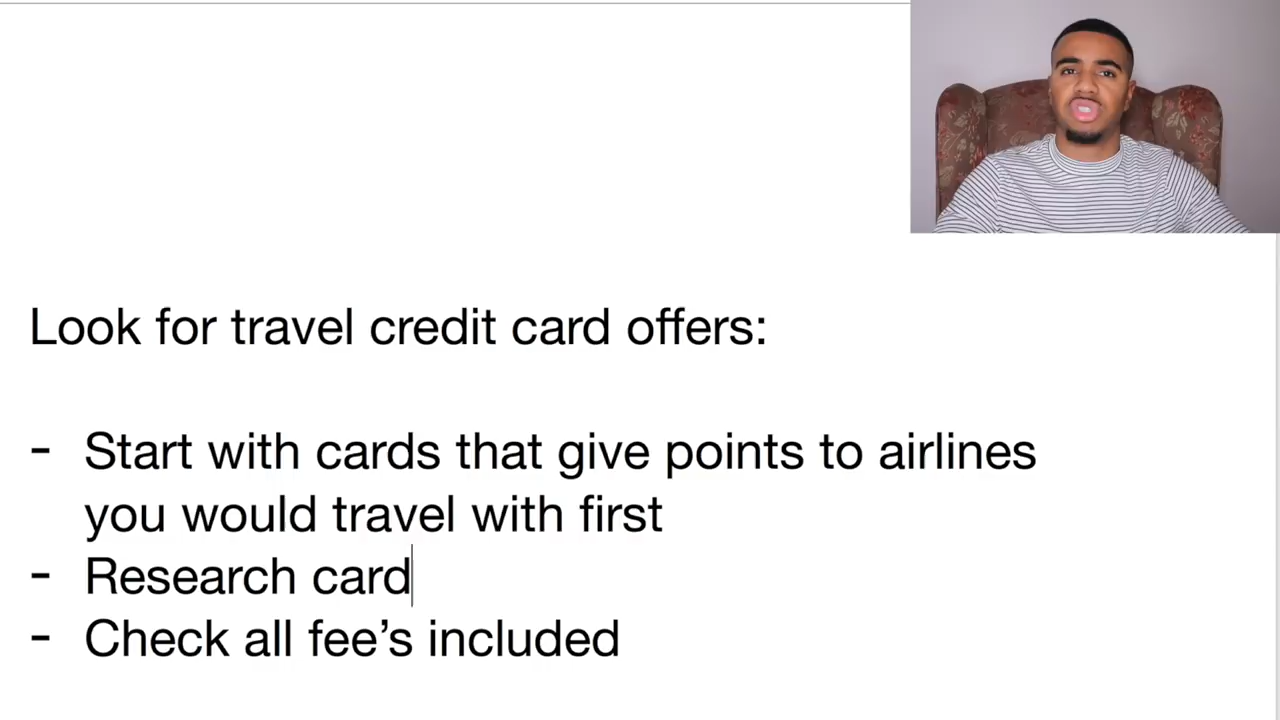 Look for travel credit card offers:
- Start with cards that give points to airlines
you would travel with first
- Research card
- Check all fee’s included